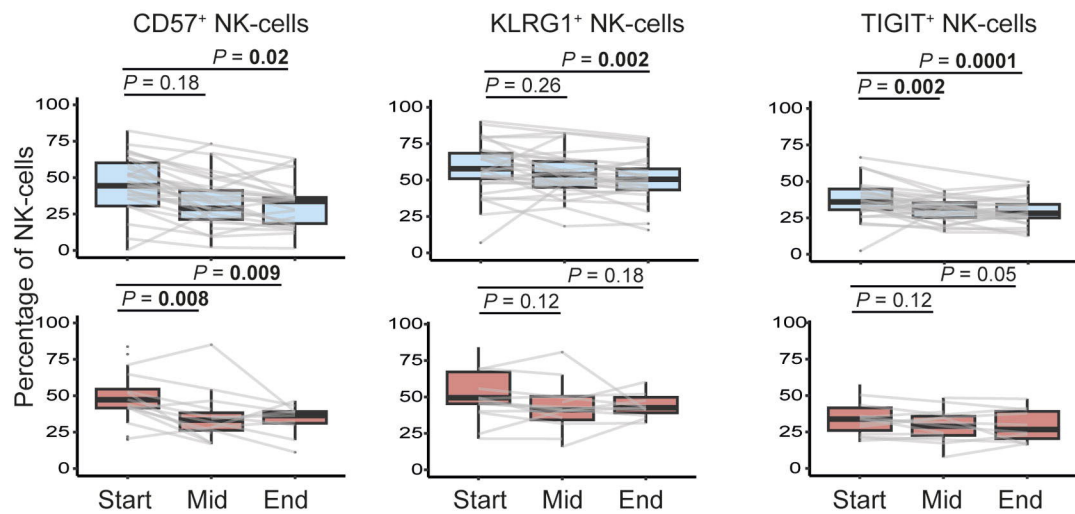 CD57⁺ NK-cells
KLRG1⁺ NK-cells
TIGIT⁺ NK-cells
P = 0.02
P = 0.18
P = 0.002
P = 0.26
P = 0.0001
P = 0.002
Percentage of NK-cells
100
75
50
25
0
100
75
50
25
0
100
75
50
25
0
P = 0.009
P = 0.008
P = 0.18
P = 0.12
P = 0.05
P = 0.12
100
75
50
25
0
100
75
50
25
0
100
75
50
25
0
Start Mid End
Start Mid End
Start Mid End